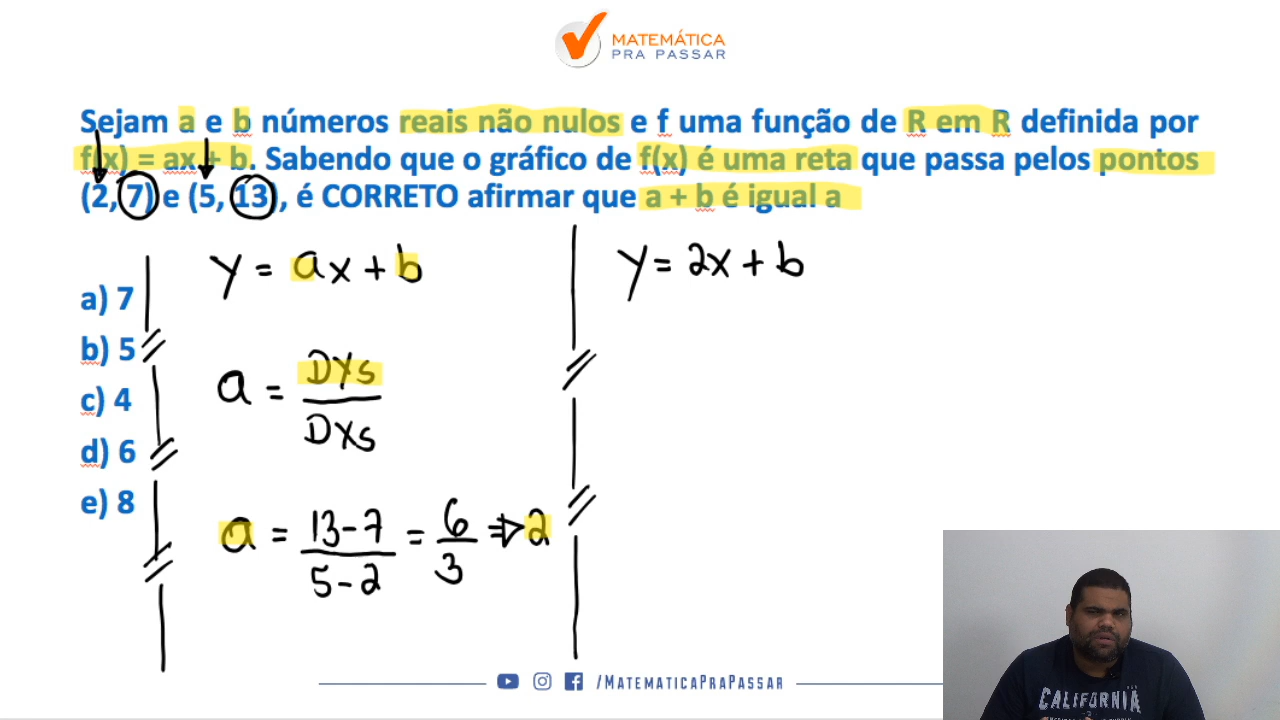 MATEMÁTICA
PRA PASSAR
Sejam a e b números reais não nulos e f uma função de R em R definida por
f(x) = ax + b. Sabendo que o gráfico de f(x) é uma reta que passa pelos pontos
(2, 7) e (5, 13), é CORRETO afirmar que a + b é igual a
a) 7
b) 5
c) 4
d) 6
e) 8
y = ax + b
a = DYs / DXs
a = 13-7 / 5-2 = 6 / 3 ⇒ 2
y = 2x + b
/MATEMATICAPRAPASSAR
CALIFORNIA